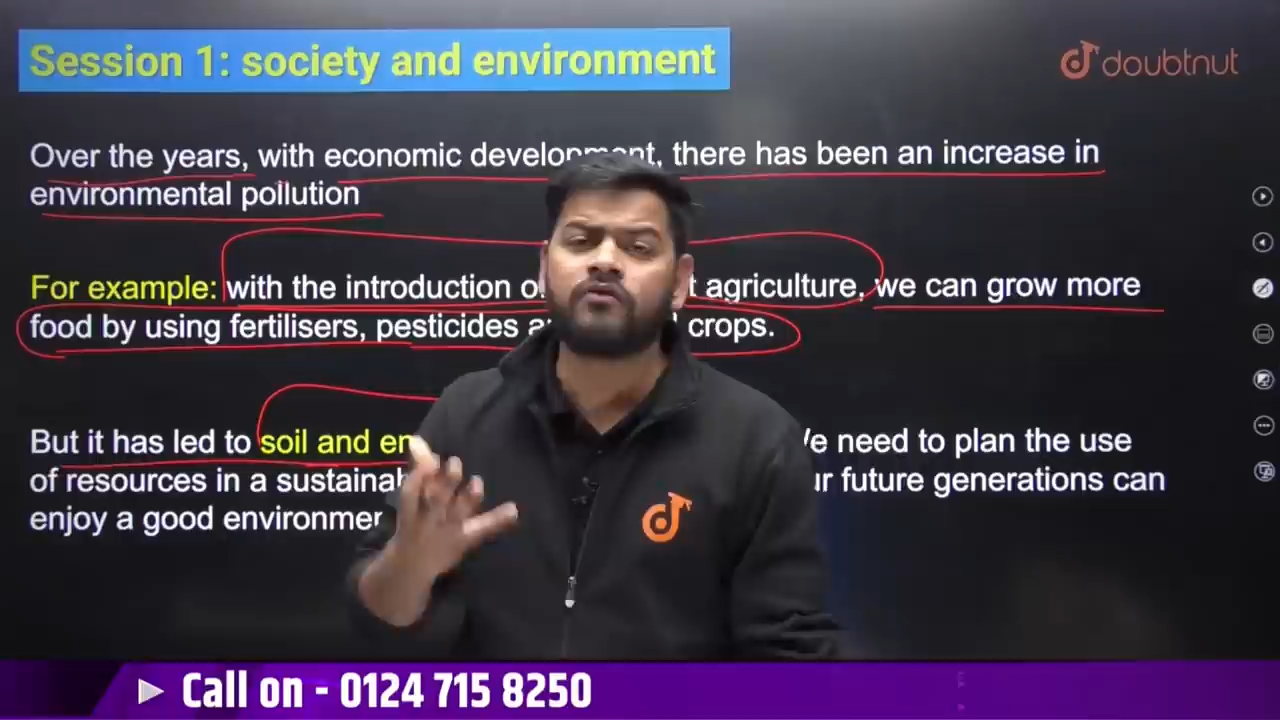 Session 1: society and environment
doubtnut
Over the years, with economic development, there has been an increase in
environmental pollution
For example: with the introduction agriculture, we can grow more
food by using fertilisers, pesticides crops.
But it has led to soil and We need to plan the use
of resources in a future generations can
enjoy a good
Call on - 0124 715 8250